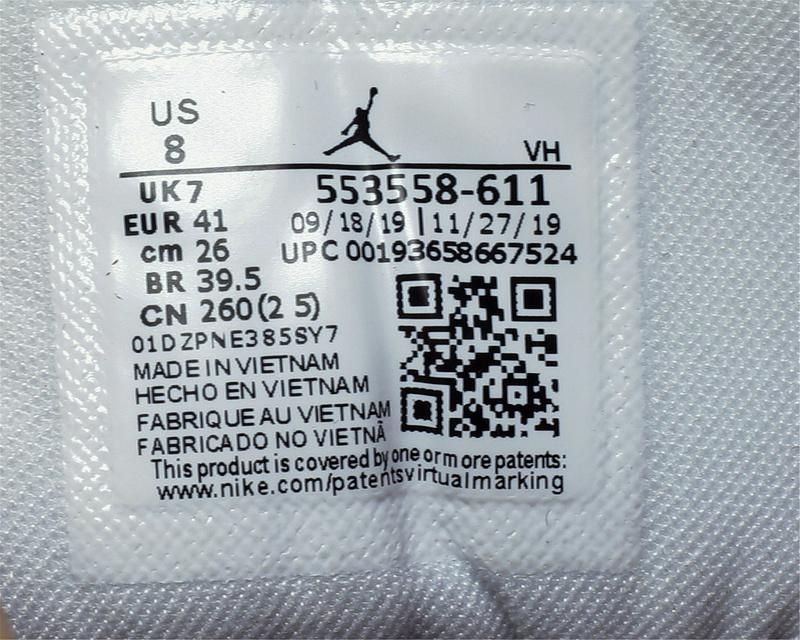 US
8
VH
UK 7
553558-611
EUR 41
09/18/19 | 11/27/19
cm 26
UPC 00193658667524
BR 39.5
CN 260(2 5)
01DZPNE385SY7
MADE IN VIETNAM
HECHO EN VIETNAM
FABRIQUE AU VIETNAM
FABRICADO NO VIETNÃ
This product is covered by one or more patents:
www.nike.com/patentsvirtualmarking